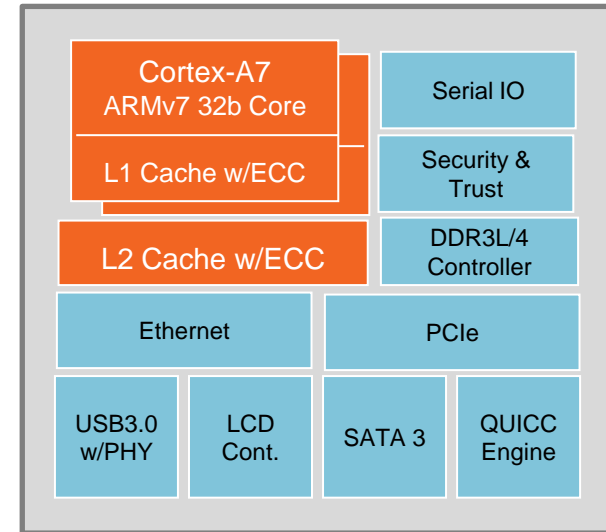 Cortex-A7
ARMv7 32b Core
L1 Cache w/ECC
L2 Cache w/ECC
Serial IO
Security &
Trust
DDR3L/4
Controller
Ethernet
PCIe
USB3.0
w/PHY
LCD
Cont.
SATA 3
QUICC
Engine